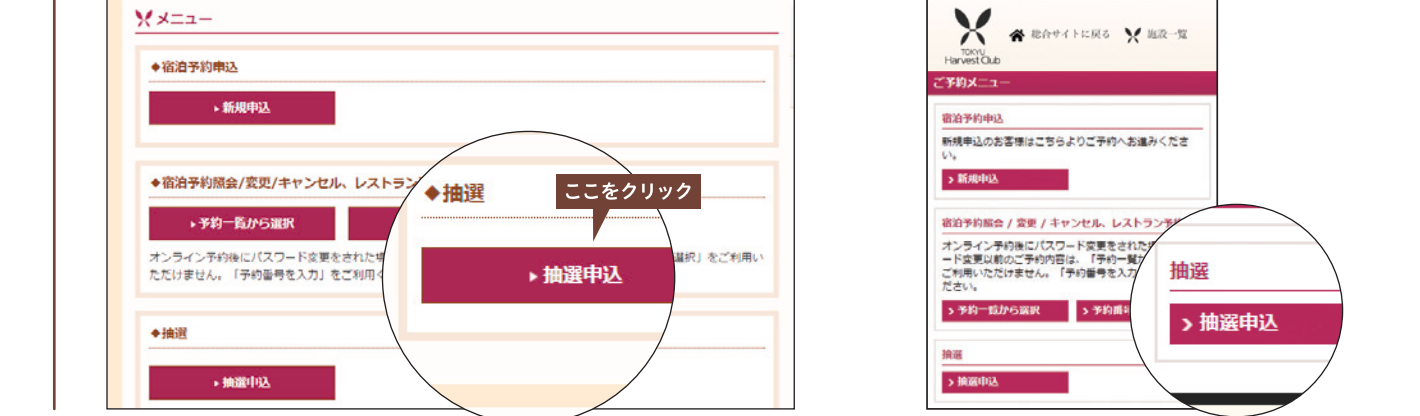 メニュー
◆宿泊予約申込
新規申込
◆宿泊予約照会/変更/キャンセル、レストラン
予約一覧から選択
オンライン予約後にパスワード変更をされた場
選択」をご利用い
ただけません。「予約番号を入力」をご利用く
◆抽選
抽選申込
◆抽選
ここをクリック
抽選申込
TOKYU
Harvest Club
総合サイトに戻る
施設一覧
ご予約メニュー
宿泊予約申込
新規申込のお客様はこちらよりご予約へお進みくださ
い。
新規申込
宿泊予約照会 / 変更 / キャンセル、レストラン予約
オンライン予約後にパスワード変更をされた場
ード変更以前のご予約内容は、「予約一覧か
ご利用いただけません。「予約番号を入力
ださい。
予約一覧から選択
予約番号
抽選
抽選申込
抽選
抽選申込